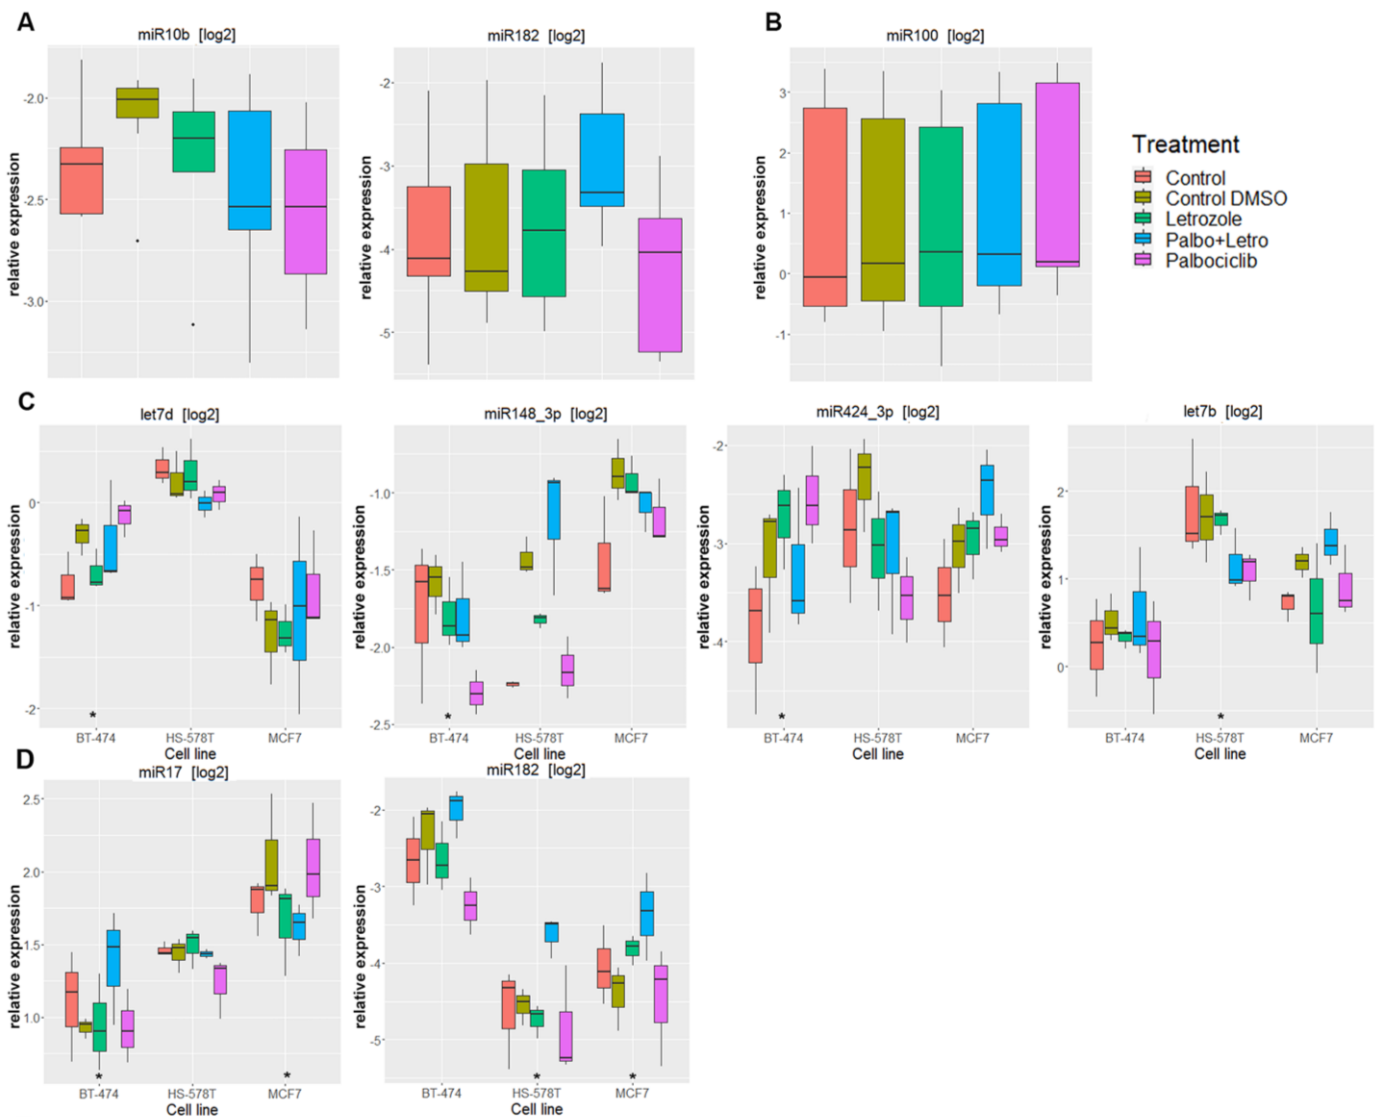 A
miR10b [log2]
relative expression
-2.0
-2.5
-3.0
miR182 [log2]
relative expression
-2
-3
-4
-5
B
miR100 [log2]
relative expression
3
2
1
0
-1
Treatment
Control
Control DMSO
Letrozole
Palbo+Letro
Palbociclib
C
let7d [log2]
relative expression
0
-1
-2
*
BT-474
HS-578T
MCF7
Cell line
miR148_3p [log2]
relative expression
-1.0
-1.5
-2.0
-2.5
*
BT-474
HS-578T
MCF7
Cell line
miR424_3p [log2]
relative expression
-2
-3
-4
*
BT-474
HS-578T
MCF7
Cell line
let7b [log2]
relative expression
2
1
0
*
BT-474
HS-578T
MCF7
Cell line
D
miR17 [log2]
relative expression
2.5
2.0
1.5
1.0
*
*
BT-474
HS-578T
MCF7
Cell line
miR182 [log2]
relative expression
-2
-3
-4
-5
*
*
BT-474
HS-578T
MCF7
Cell line